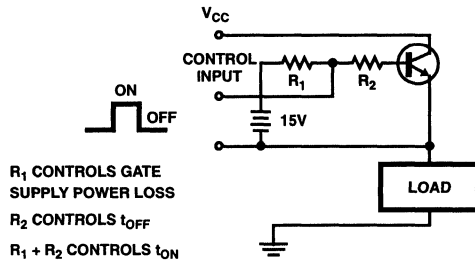 VCC
CONTROL
INPUT
R1
R2
ON
OFF
15V
R1 CONTROLS GATE
SUPPLY POWER LOSS
R2 CONTROLS tOFF
R1 + R2 CONTROLS tON
LOAD